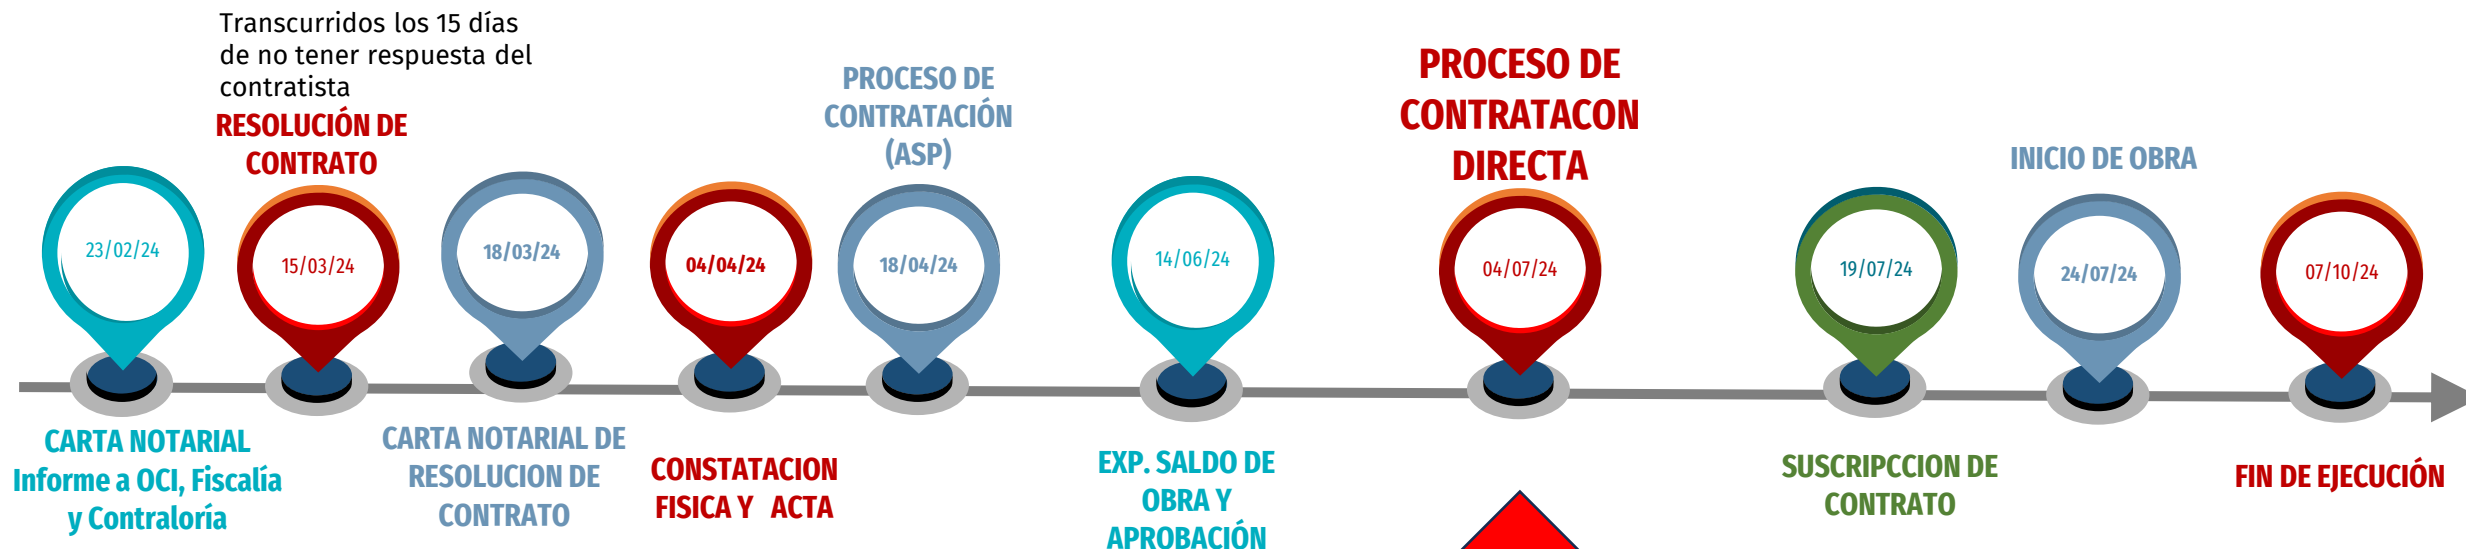 Transcurridos los 15 días
de no tener respuesta del
contratista
RESOLUCIÓN DE
CONTRATO
PROCESO DE
CONTRATACIÓN
(ASP)
PROCESO DE
CONTRATACON
DIRECTA
INICIO DE OBRA
23/02/24
15/03/24
18/03/24
04/04/24
18/04/24
14/06/24
04/07/24
19/07/24
24/07/24
07/10/24
CARTA NOTARIAL
Informe a OCI, Fiscalía
y Contraloría
CARTA NOTARIAL DE
RESOLUCION DE
CONTRATO
CONSTATACION
FISICA Y ACTA
EXP. SALDO DE
OBRA Y
APROBACIÓN
SUSCRIPCCION DE
CONTRATO
FIN DE EJECUCIÓN